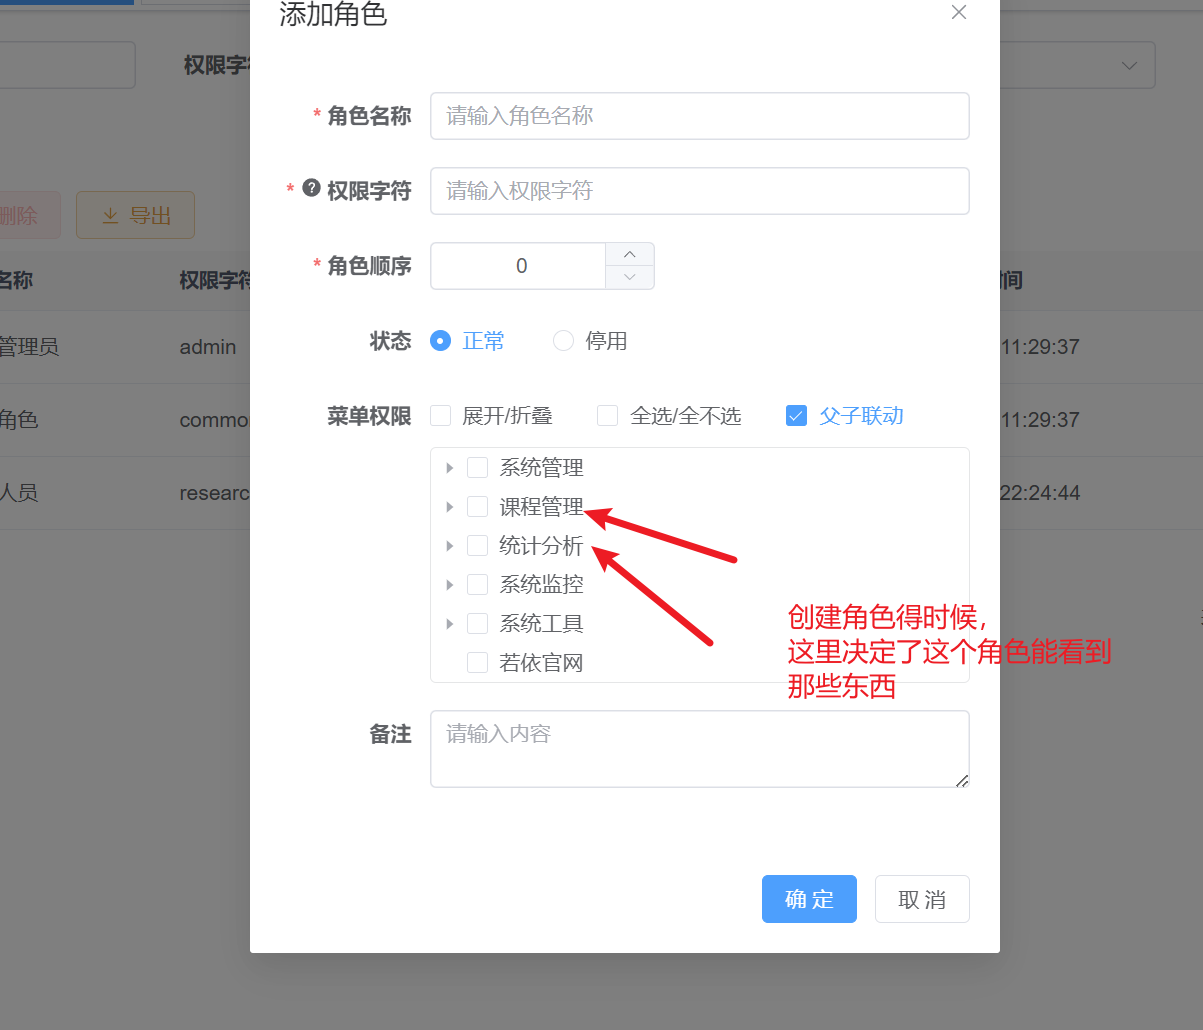 添加角色
权限字
* 角色名称 请输入角色名称
* 权限字符 请输入权限字符
删除 导出
* 角色顺序 0
名称 权限字 间
状态 正常 停用
管理员 admin 11:29:37
菜单权限 展开/折叠 全选/全不选 父子联动
角色 commo 11:29:37
系统管理
人员 researc 22:24:44
课程管理
统计分析
系统监控
系统工具
若依官网
创建角色得时候，
这里决定了这个角色能看到
那些东西
备注 请输入内容
确 定 取 消